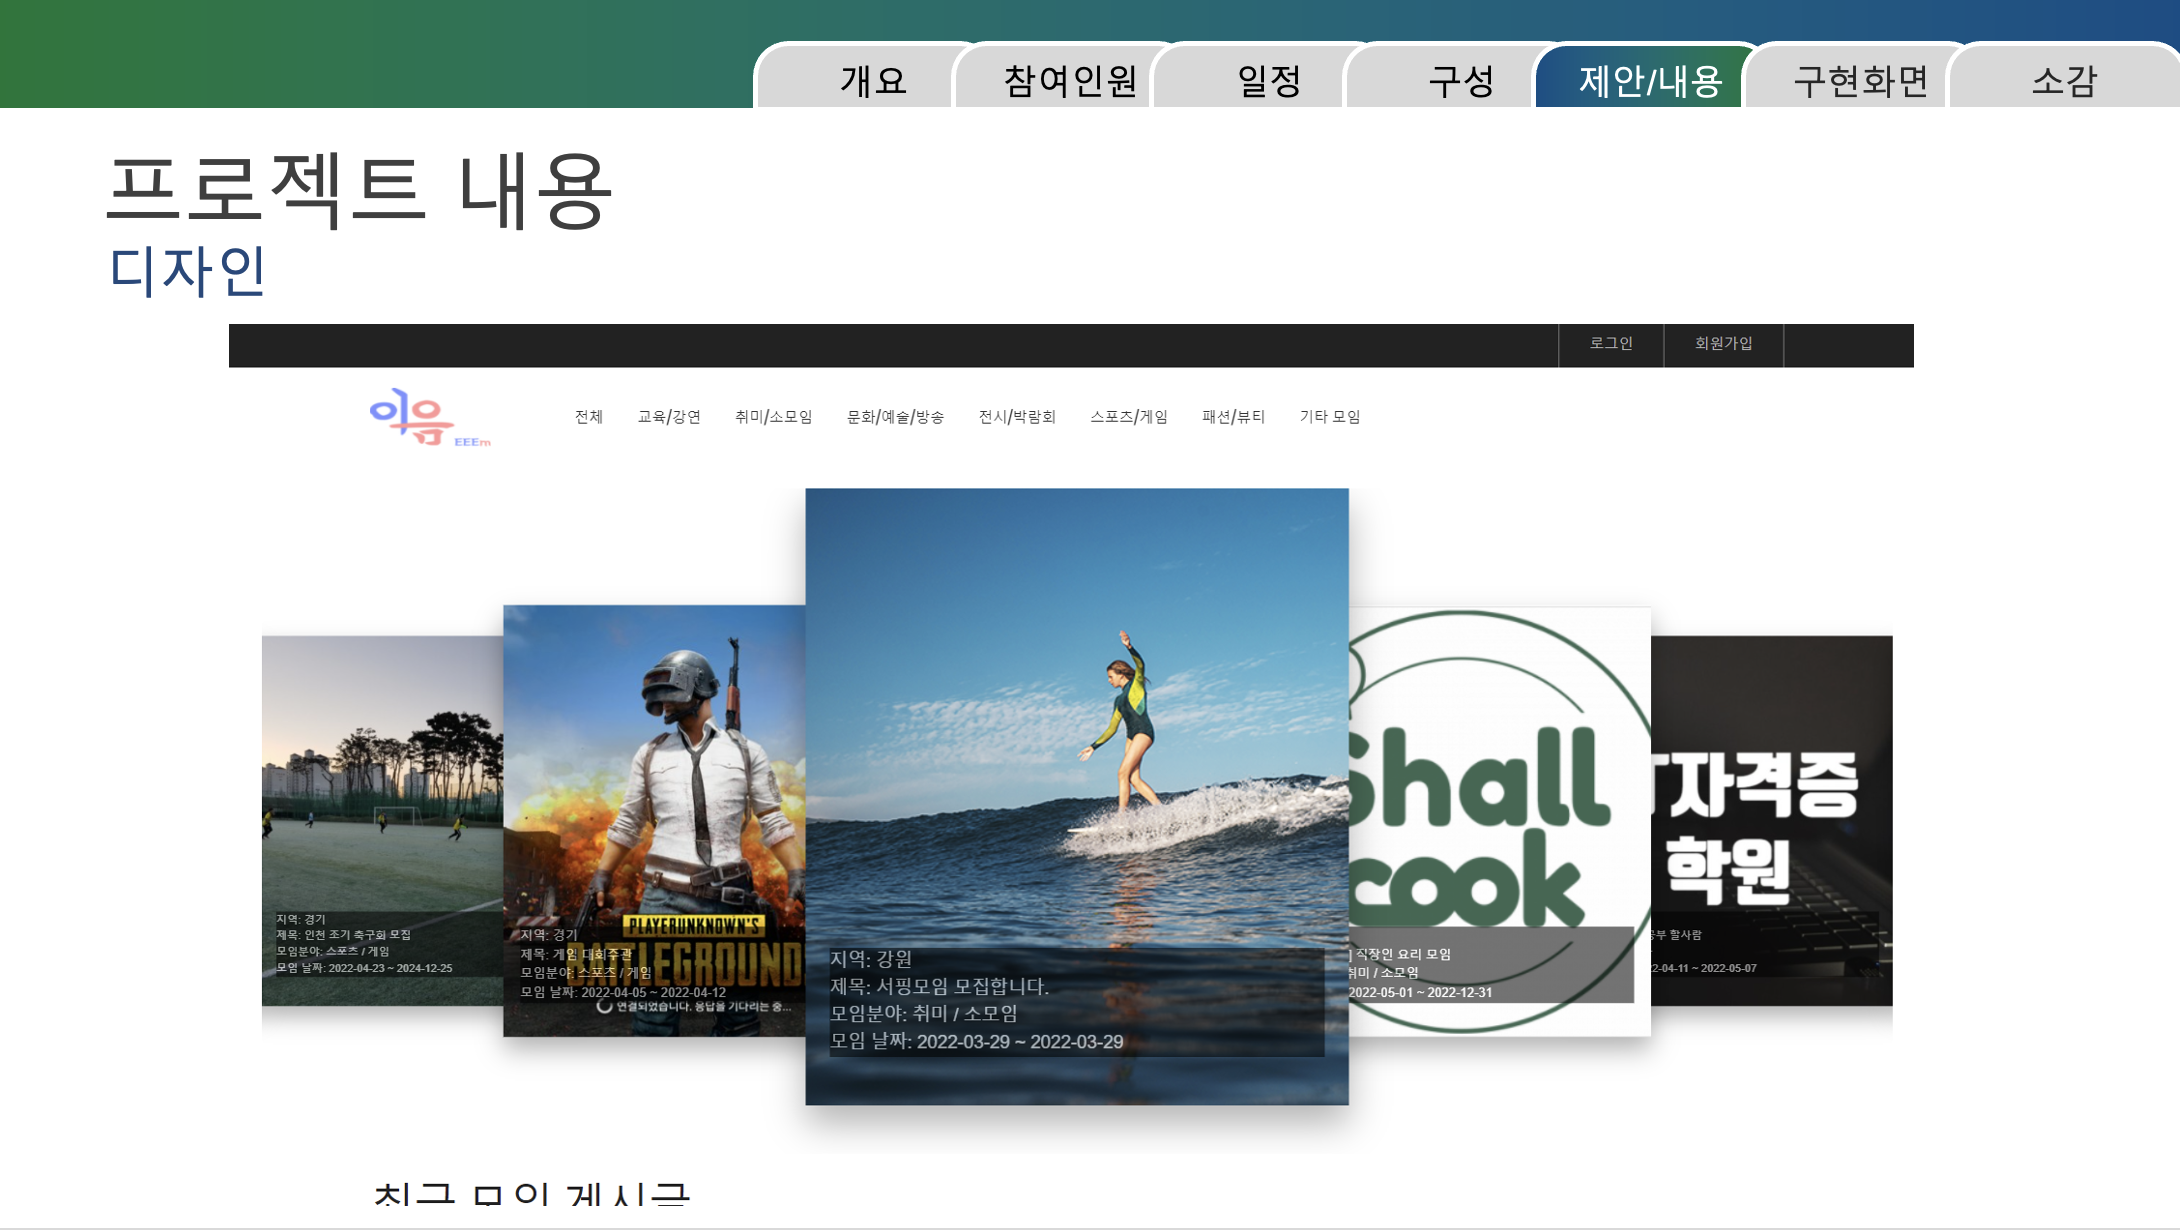 개요 참여인원 일정 구성 제안/내용 구현화면 소감
프로젝트 내용
디자인
로그인 회원가입
이음 EEEm
전체 교육/강연 취미/소모임 문화/예술/방송 전시/박람회 스포츠/게임 패션/뷰티 기타 모임
지역: 경기
제목: 인천 조기 축구회 모집
모임분야: 스포츠 / 게임
모임 날짜: 2022-04-23 ~ 2024-12-25
PLAYERUNKNOWN'S
BATTLEGROUND
지역: 경기
제목: 게임 대회주관
모임분야: 스포츠 / 게임
모임 날짜: 2022-04-05 ~ 2022-04-12
연결되었습니다. 응답을 기다리는 중...
지역: 강원
제목: 서핑모임 모집합니다.
모임분야: 취미 / 소모임
모임 날짜: 2022-03-29 ~ 2022-03-29
Shall
cook
직장인 요리 모임
취미 / 소모임
2022-05-01 ~ 2022-12-31
자격증
학원
할사람
2-04-11 ~ 2022-05-07
최근 모임 게시글